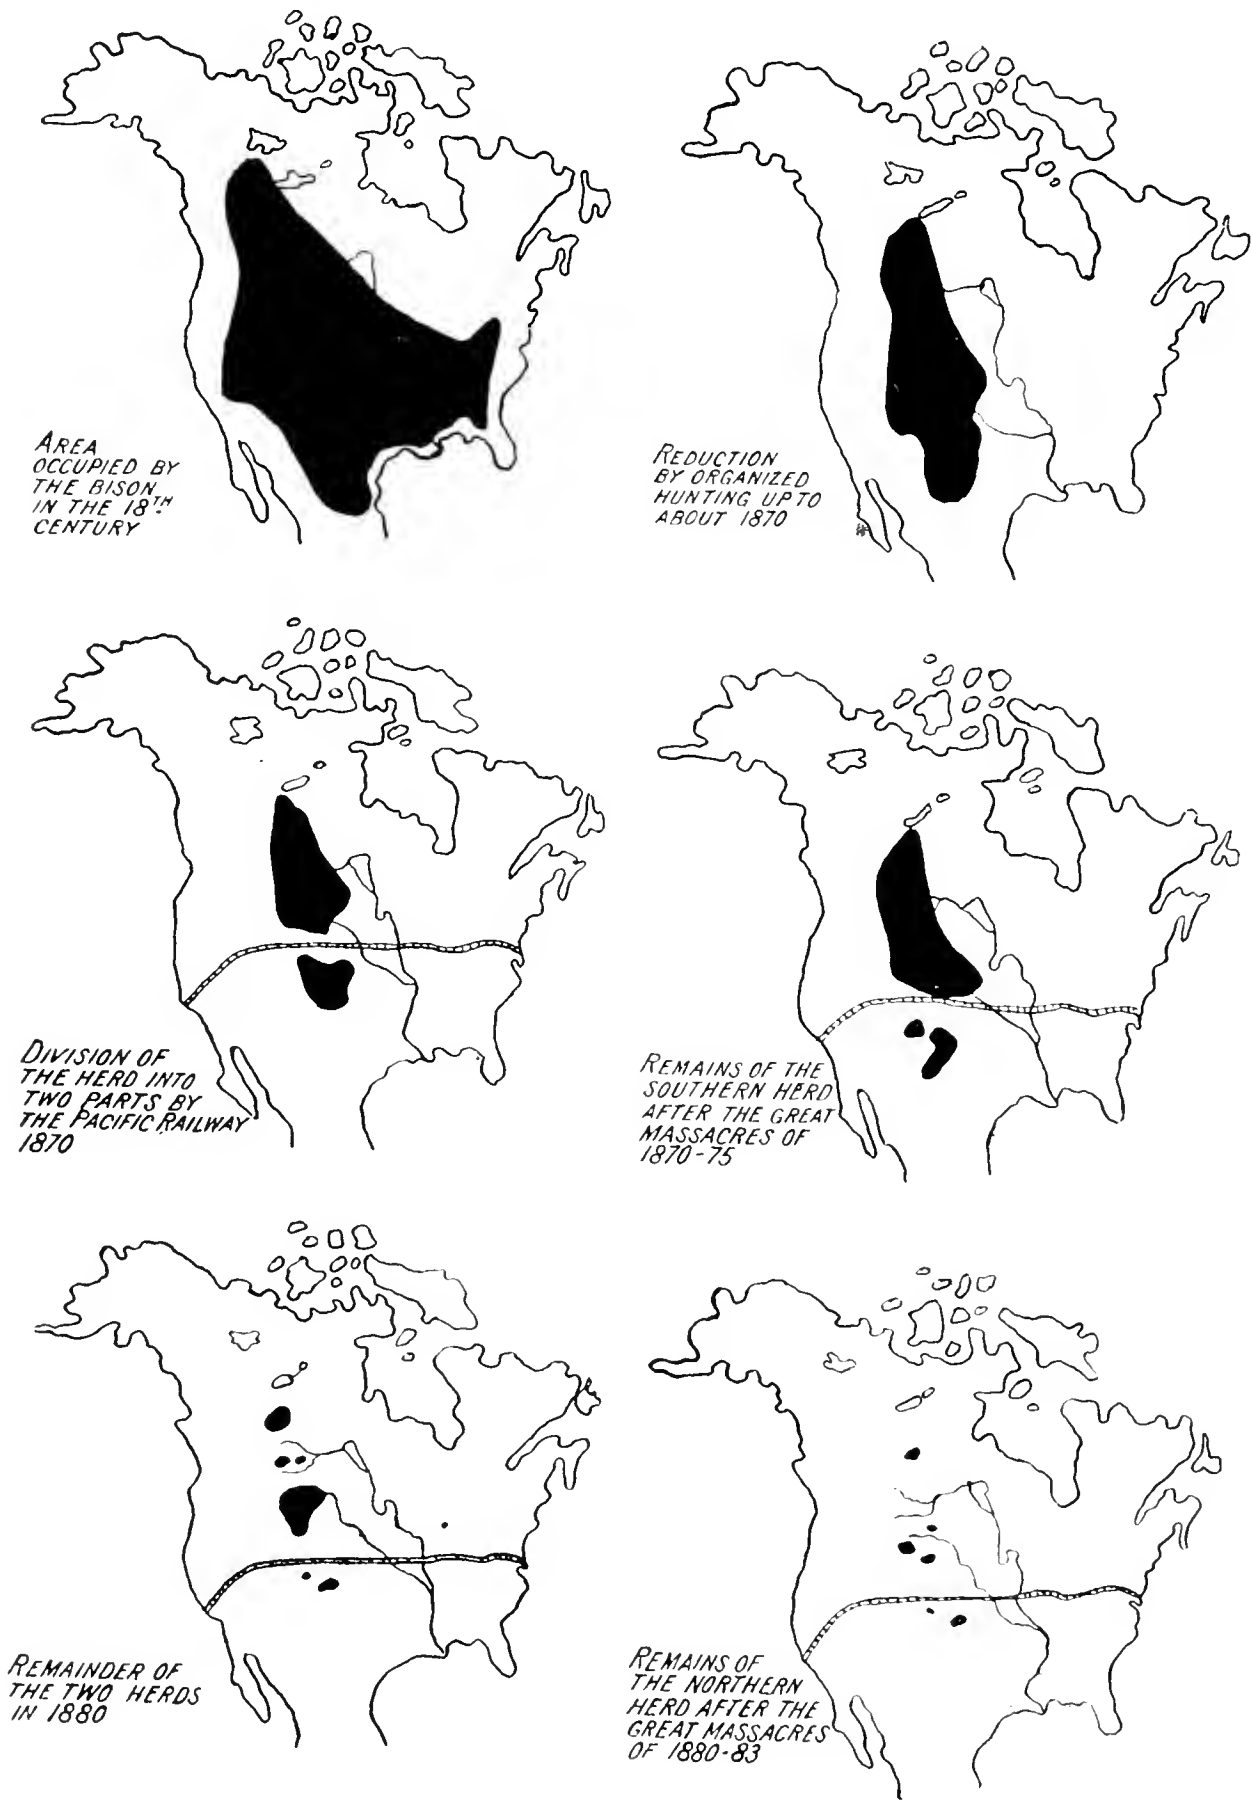 AREA
OCCUPIED BY
THE BISON
IN THE 18TH
CENTURY
REDUCTION
BY ORGANIZED
HUNTING UP TO
ABOUT 1870
DIVISION OF
THE HERD INTO
TWO PARTS BY
THE PACIFIC RAILWAY
1870
REMAINS OF THE
SOUTHERN HERD
AFTER THE GREAT
MASSACRES OF
1870-75
REMAINDER OF
THE TWO HERDS
IN 1880
REMAINS OF
THE NORTHERN
HERD AFTER THE
GREAT MASSACRES
OF 1880-83